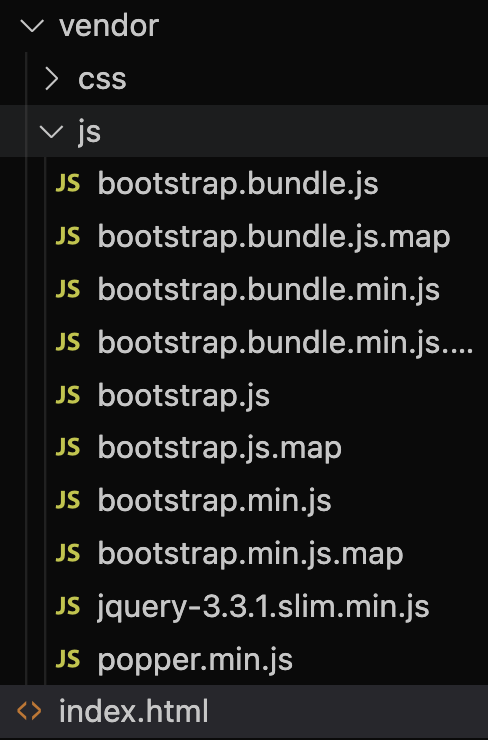 vendor
css
js
JS bootstrap.bundle.js
JS bootstrap.bundle.js.map
JS bootstrap.bundle.min.js
JS bootstrap.bundle.min.js....
JS bootstrap.js
JS bootstrap.js.map
JS bootstrap.min.js
JS bootstrap.min.js.map
JS jquery-3.3.1.slim.min.js
JS popper.min.js
<> index.html